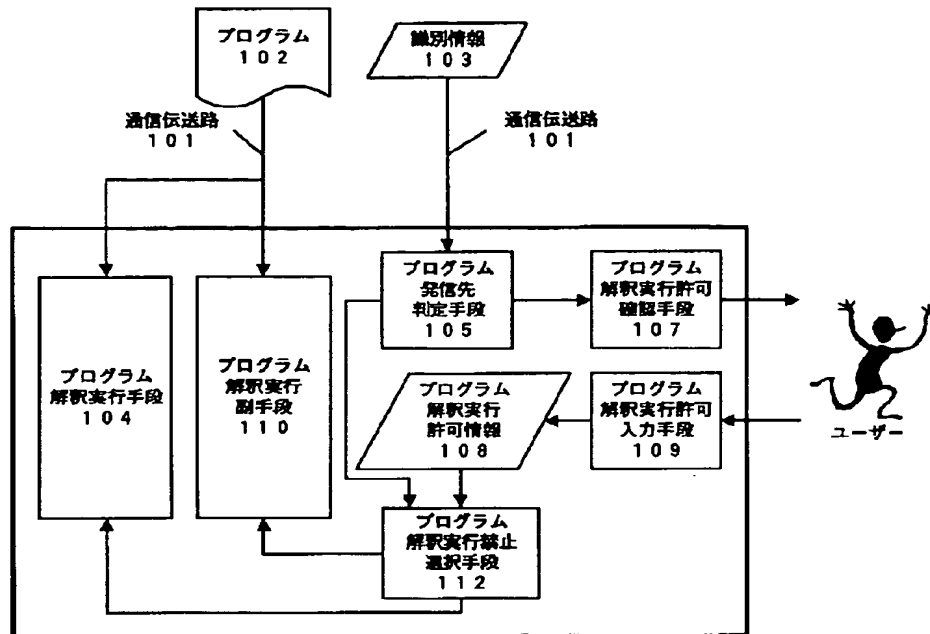 プログラム
１０２
識別情報
１０３
通信伝送路
１０１
通信伝送路
１０１
プログラム
解釈実行手段
１０４
プログラム
解釈実行
副手段
１１０
プログラム
発信先
判定手段
１０５
プログラム
解釈実行許可
確認手段
１０７
プログラム
解釈実行
許可情報
１０８
プログラム
解釈実行許可
入力手段
１０９
ユーザー
プログラム
解釈実行禁止
選択手段
１１２